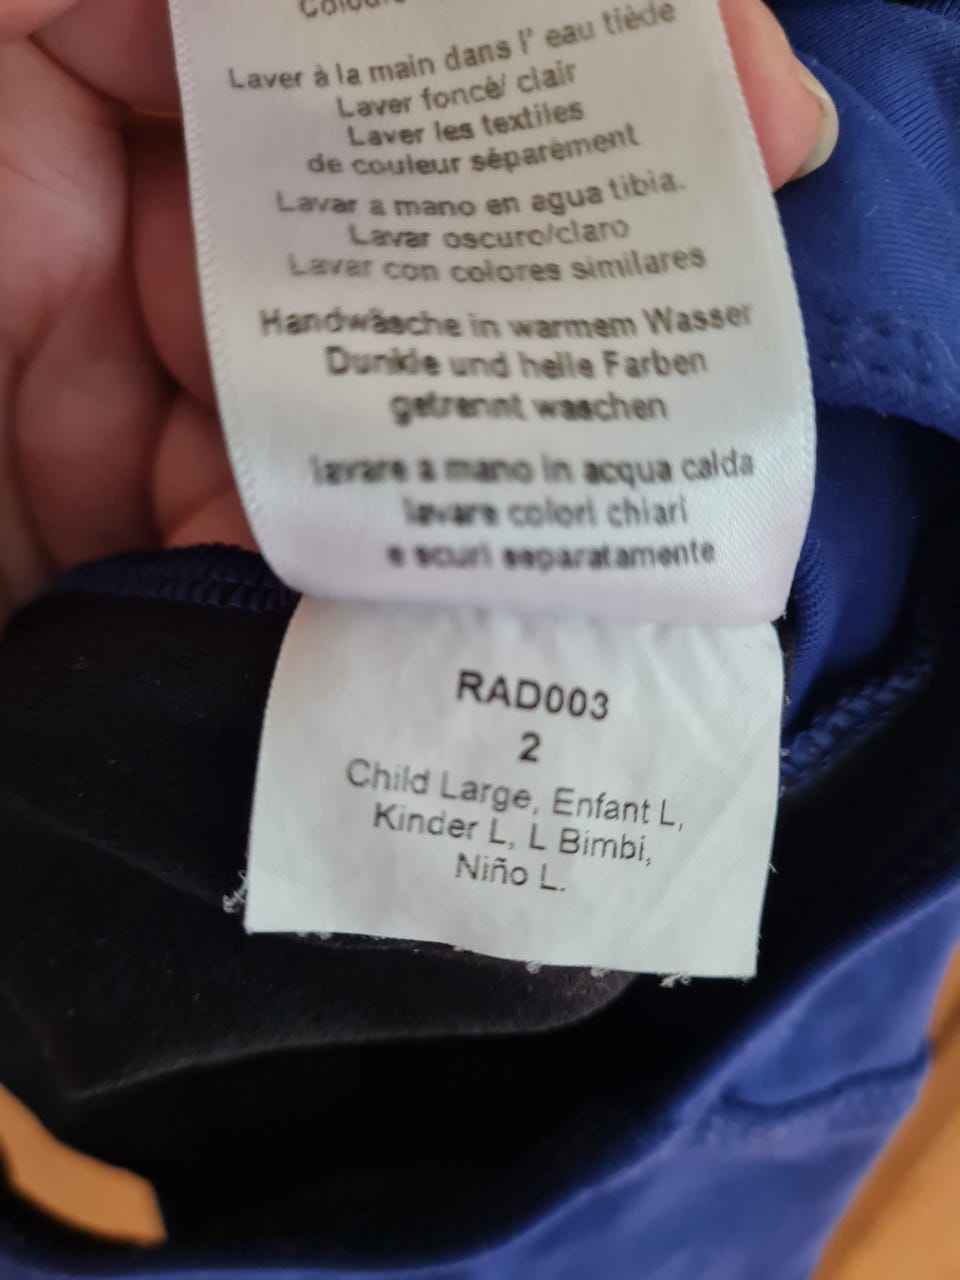 Laver à la main dans l' eau tiède
Laver foncé/ clair
Laver les textiles
de couleur séparèment
Lavar a mano en agua tibia.
Lavar oscuro/claro
Lavar con colores similares
Handwäsche in warmem Wasser
Dunkle und helle Farben
getrennt waschen
lavare a mano in acqua calda
lavare colori chiari
e scuri separatamente
RAD003
2
Child Large, Enfant L,
Kinder L, L Bimbi,
Niño L.